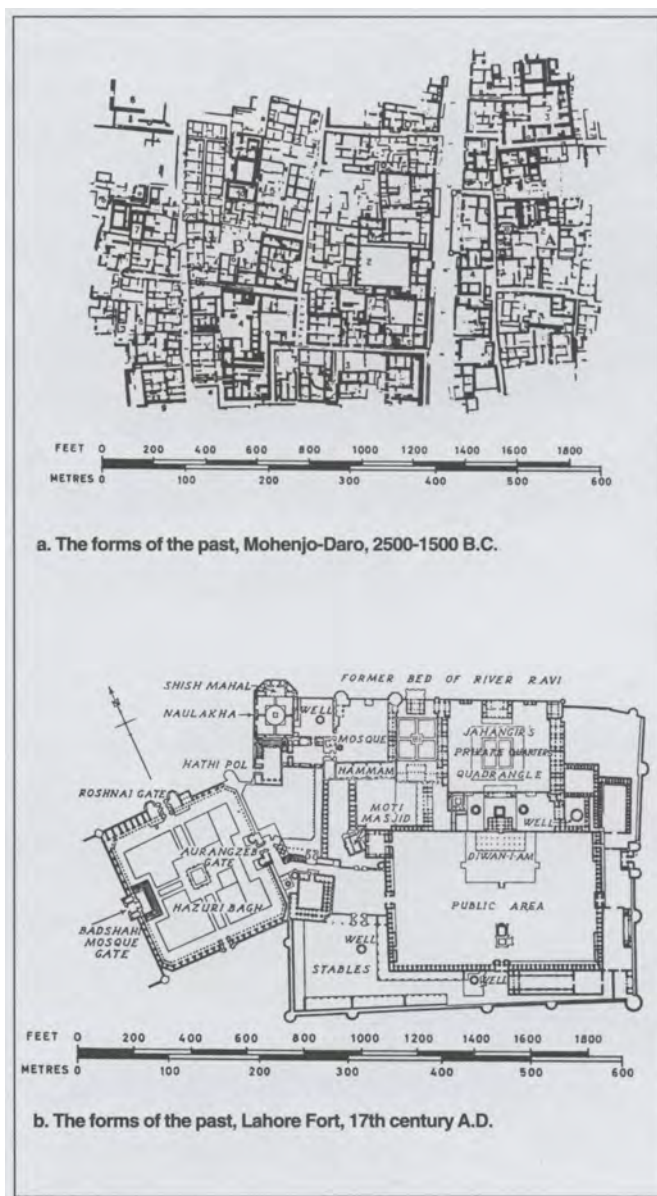 A
B
FEET 0 200 400 600 800 1000 1200 1400 1600 1800
METRES 0 100 200 300 400 500 600
a. The forms of the past, Mohenjo-Daro, 2500-1500 B.C.
SHISH MAHAL
FORMER BED OF RIVER RAVI
N
NAULAKHA
WELL
MOSQUE
JAHANGIR'S
PRIVATE QUARTERS
QUADRANGLE
HATHI POL
HAMMAM
ROSHNAI GATE
MOTI
MASJID
WELL
AURANGZEB
GATE
DIWAN-I-AM
HAZURI BAGH
PUBLIC AREA
BADSHAHI
MOSQUE
GATE
WELL
STABLES
WELL
FEET 0 200 400 600 800 1000 1200 1400 1600 1800
METRES 0 100 200 300 400 500 600
b. The forms of the past, Lahore Fort, 17th century A.D.